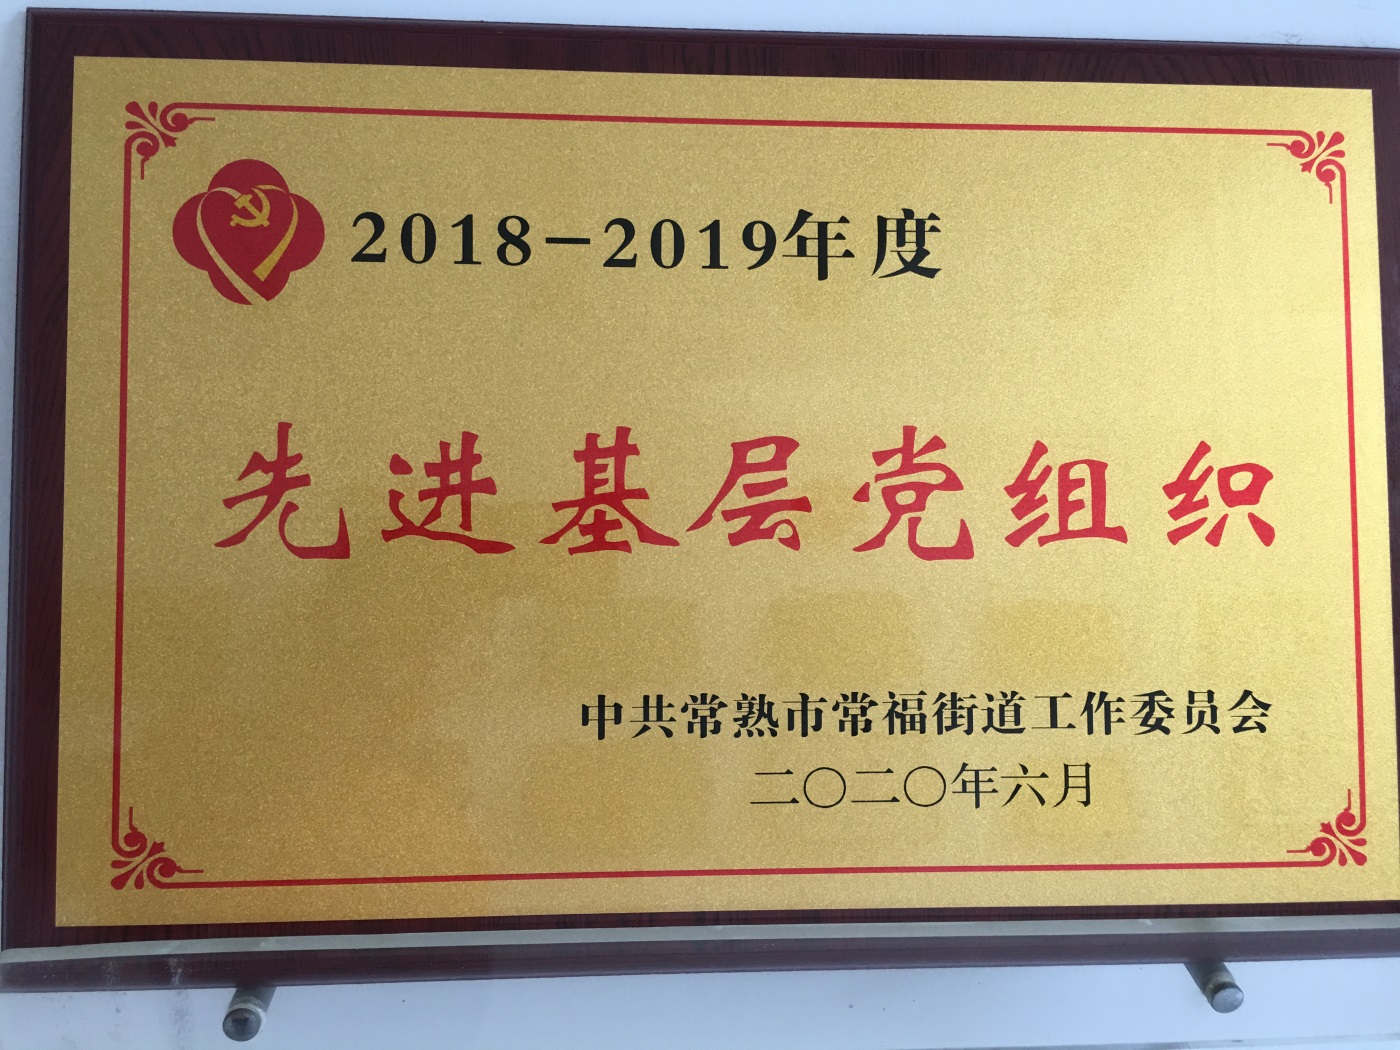 2018-2019年度
先进基层党组织
中共常熟市常福街道工作委员会
二〇二〇年六月